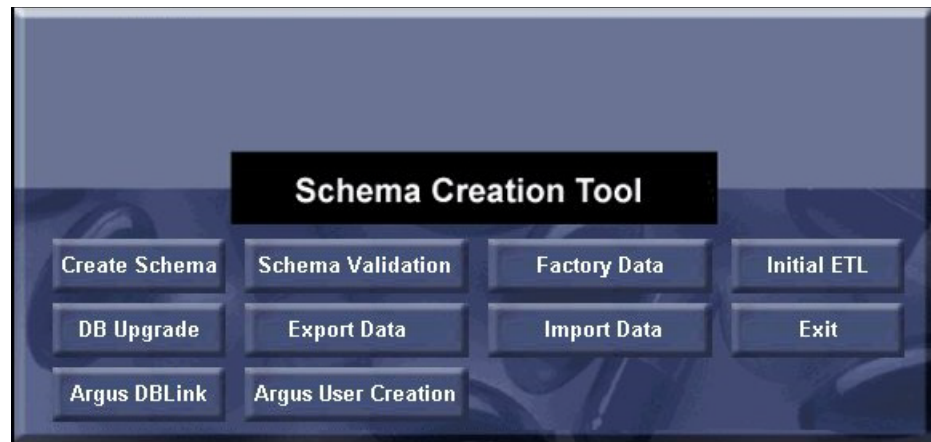 Schema Creation Tool
Create Schema
Schema Validation
Factory Data
Initial ETL
DB Upgrade
Export Data
Import Data
Exit
Argus DBLink
Argus User Creation